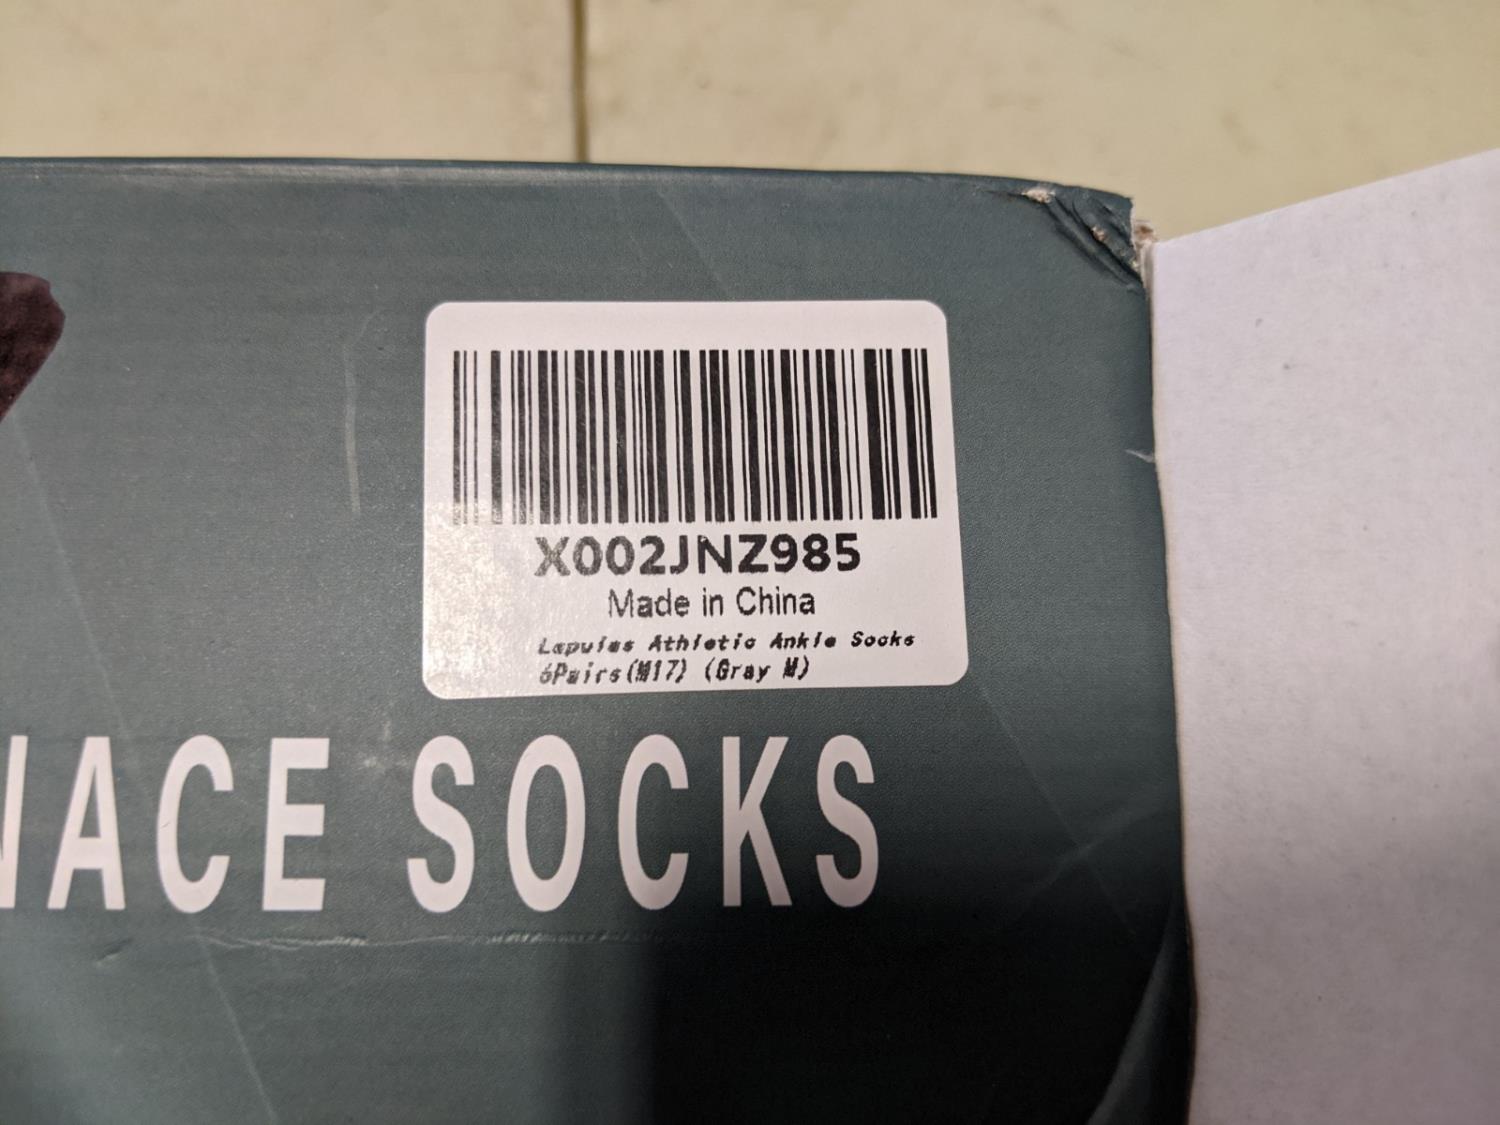 X002JNZ985
Made in China
Lapulas Athletic Ankle Socks
6Pairs(M17) (Gray M)
NACE SOCKS